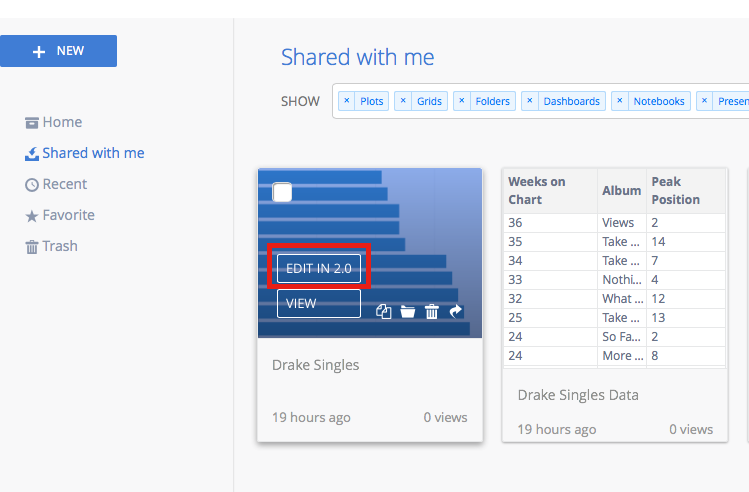 + NEW
Shared with me
SHOW × Plots × Grids × Folders × Dashboards × Notebooks × Presen
Home
Shared with me
Recent
Favorite
Trash
EDIT IN 2.0
VIEW
Drake Singles
19 hours ago 0 views
Weeks on Chart Album Peak Position
36 Views 2
35 Take ... 14
34 Take ... 7
33 Nothi... 4
32 What ... 12
25 Take ... 13
24 So Fa... 2
24 More ... 8
Drake Singles Data
19 hours ago 0 views